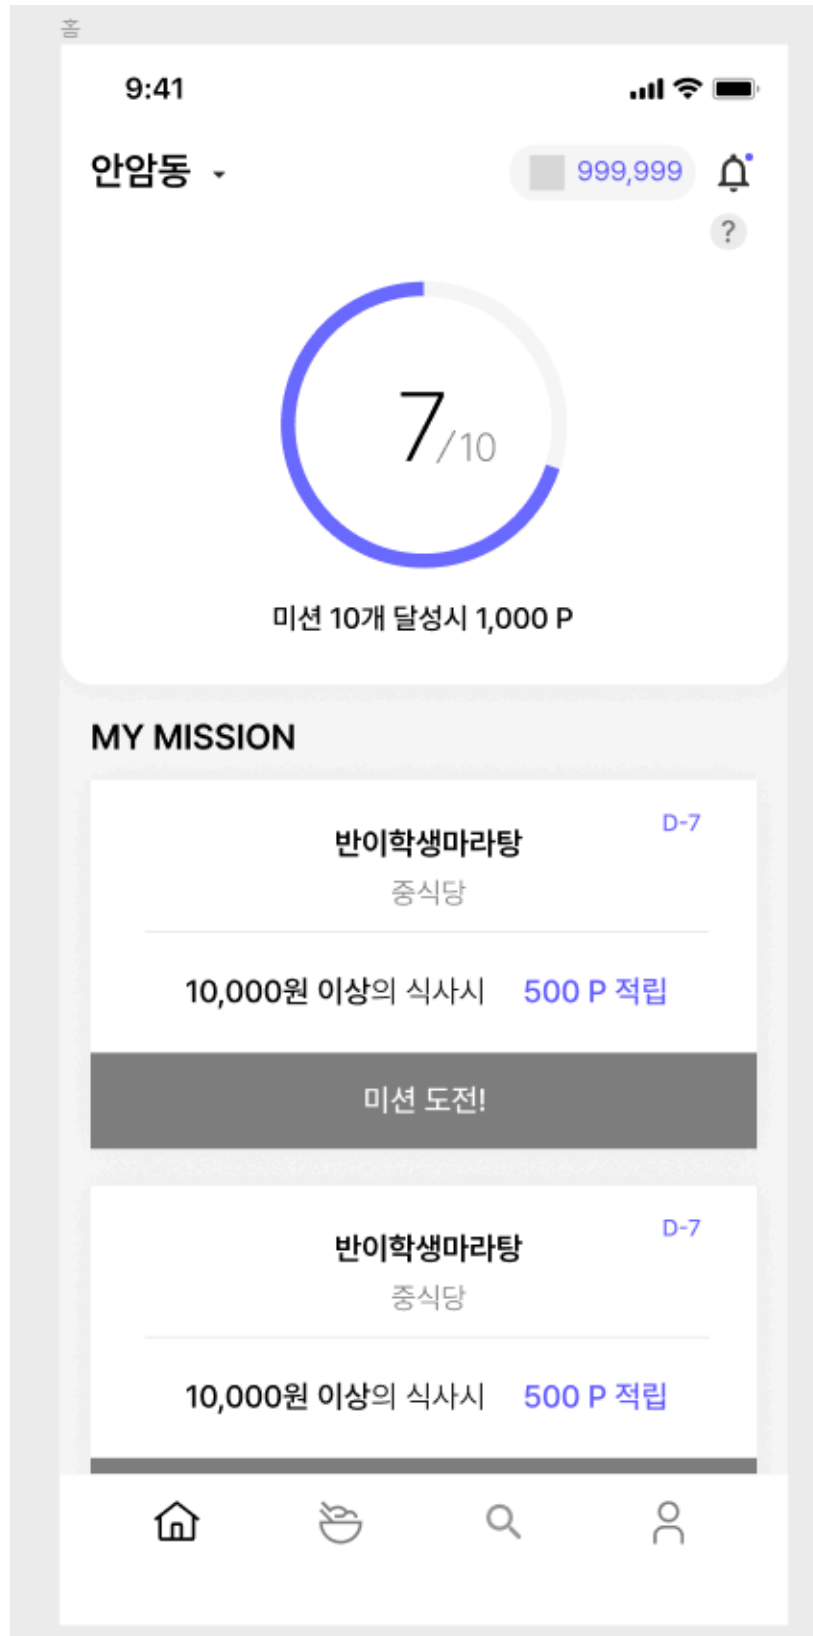 홈
9:41
안암동
999,999
?
7/10
미션 10개 달성시 1,000 P
MY MISSION
D-7
반이학생마라탕
중식당
10,000원 이상의 식사시 500 P 적립
미션 도전!
D-7
반이학생마라탕
중식당
10,000원 이상의 식사시 500 P 적립